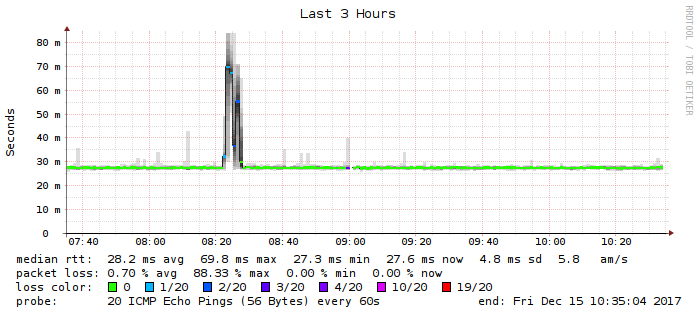 Last 3 Hours
RRDTOOL / TOBI OETIKER
Seconds
80 m
70 m
60 m
50 m
40 m
30 m
20 m
10 m
0
07:40 08:00 08:20 08:40 09:00 09:20 09:40 10:00 10:20
median rtt: 28.2 ms avg 69.8 ms max 27.3 ms min 27.6 ms now 4.8 ms sd 5.8 am/s
packet loss: 0.70 % avg 88.33 % max 0.00 % min 0.00 % now
loss color: 0 1/20 2/20 3/20 4/20 10/20 19/20
probe: 20 ICMP Echo Pings (56 Bytes) every 60s end: Fri Dec 15 10:35:04 2017